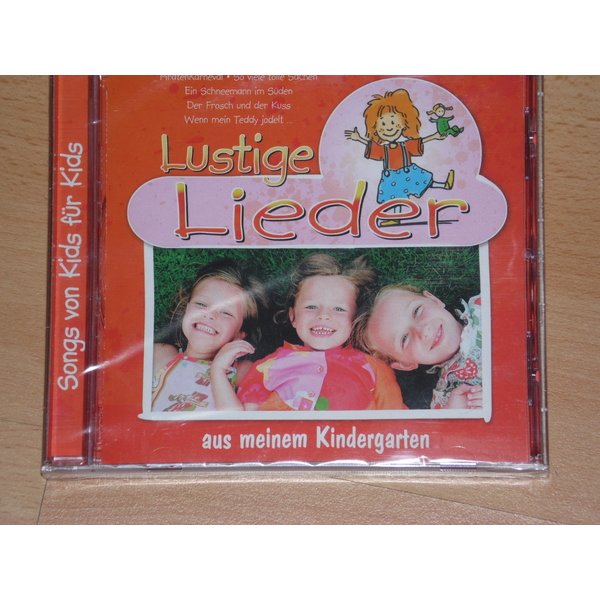 Piratenkarneval • So viele tolle Sachen
Ein Schneemann im Süden
Der Frosch und der Kuss
Wenn mein Teddy jodelt ...
Lustige
Lieder
aus meinem Kindergarten
Songs von Kids für Kids